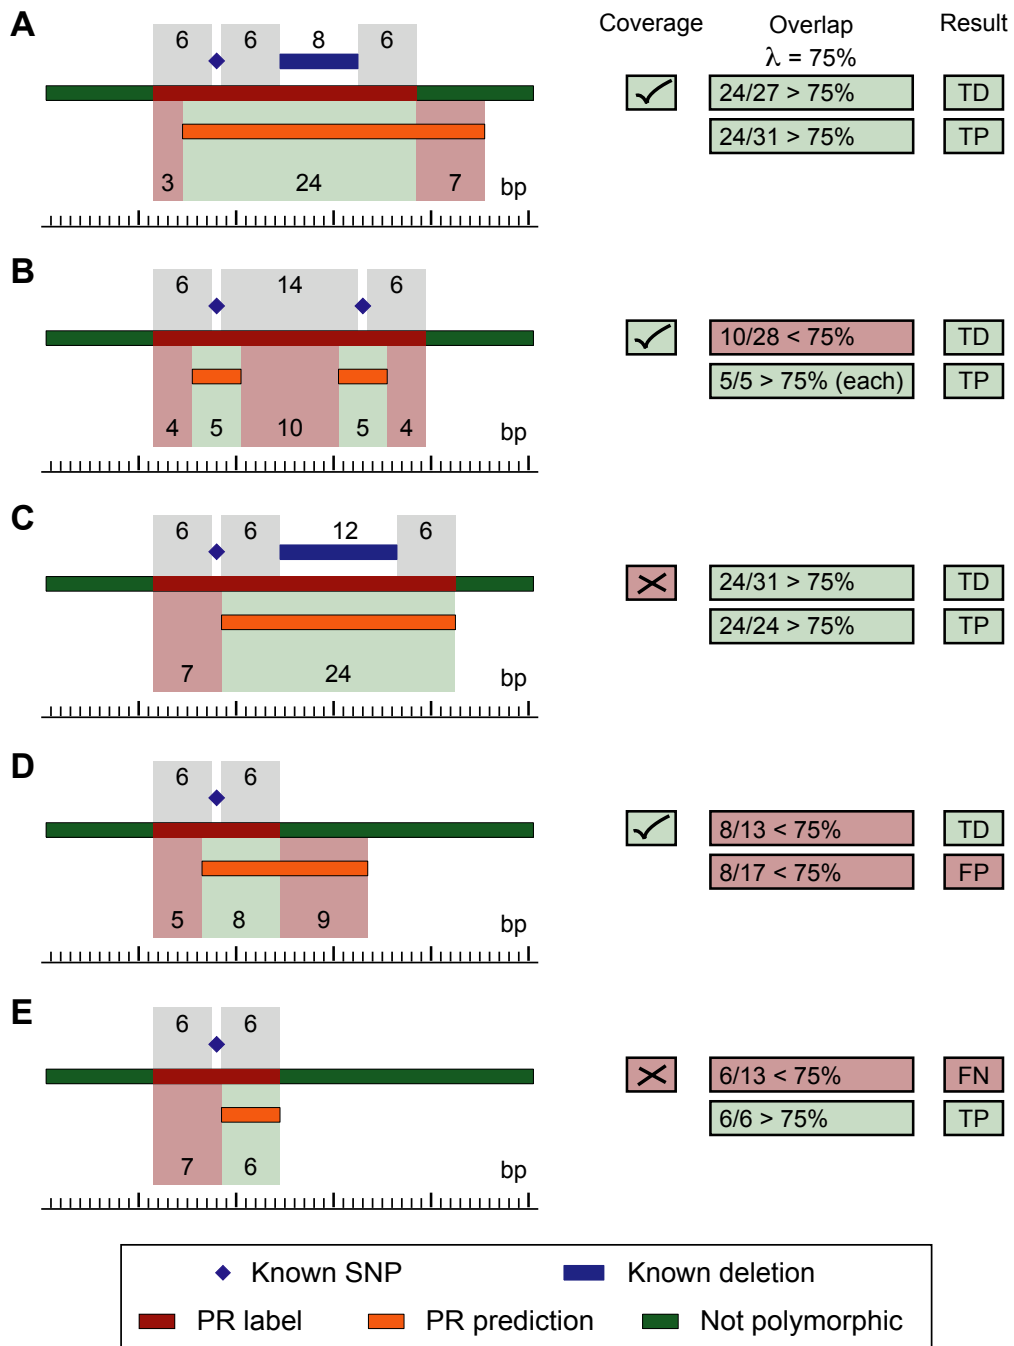 A
6 6 8 6
Coverage Overlap Result
λ = 75%
24/27 > 75% TD
24/31 > 75% TP
3 24 7 bp
B
6 14 6
10/28 < 75% TD
5/5 > 75% (each) TP
4 5 10 5 4 bp
C
6 6 12 6
24/31 > 75% TD
24/24 > 75% TP
7 24 bp
D
6 6
8/13 < 75% TD
8/17 < 75% FP
5 8 9 bp
E
6 6
6/13 < 75% FN
6/6 > 75% TP
7 6 bp
Known SNP Known deletion
PR label PR prediction Not polymorphic